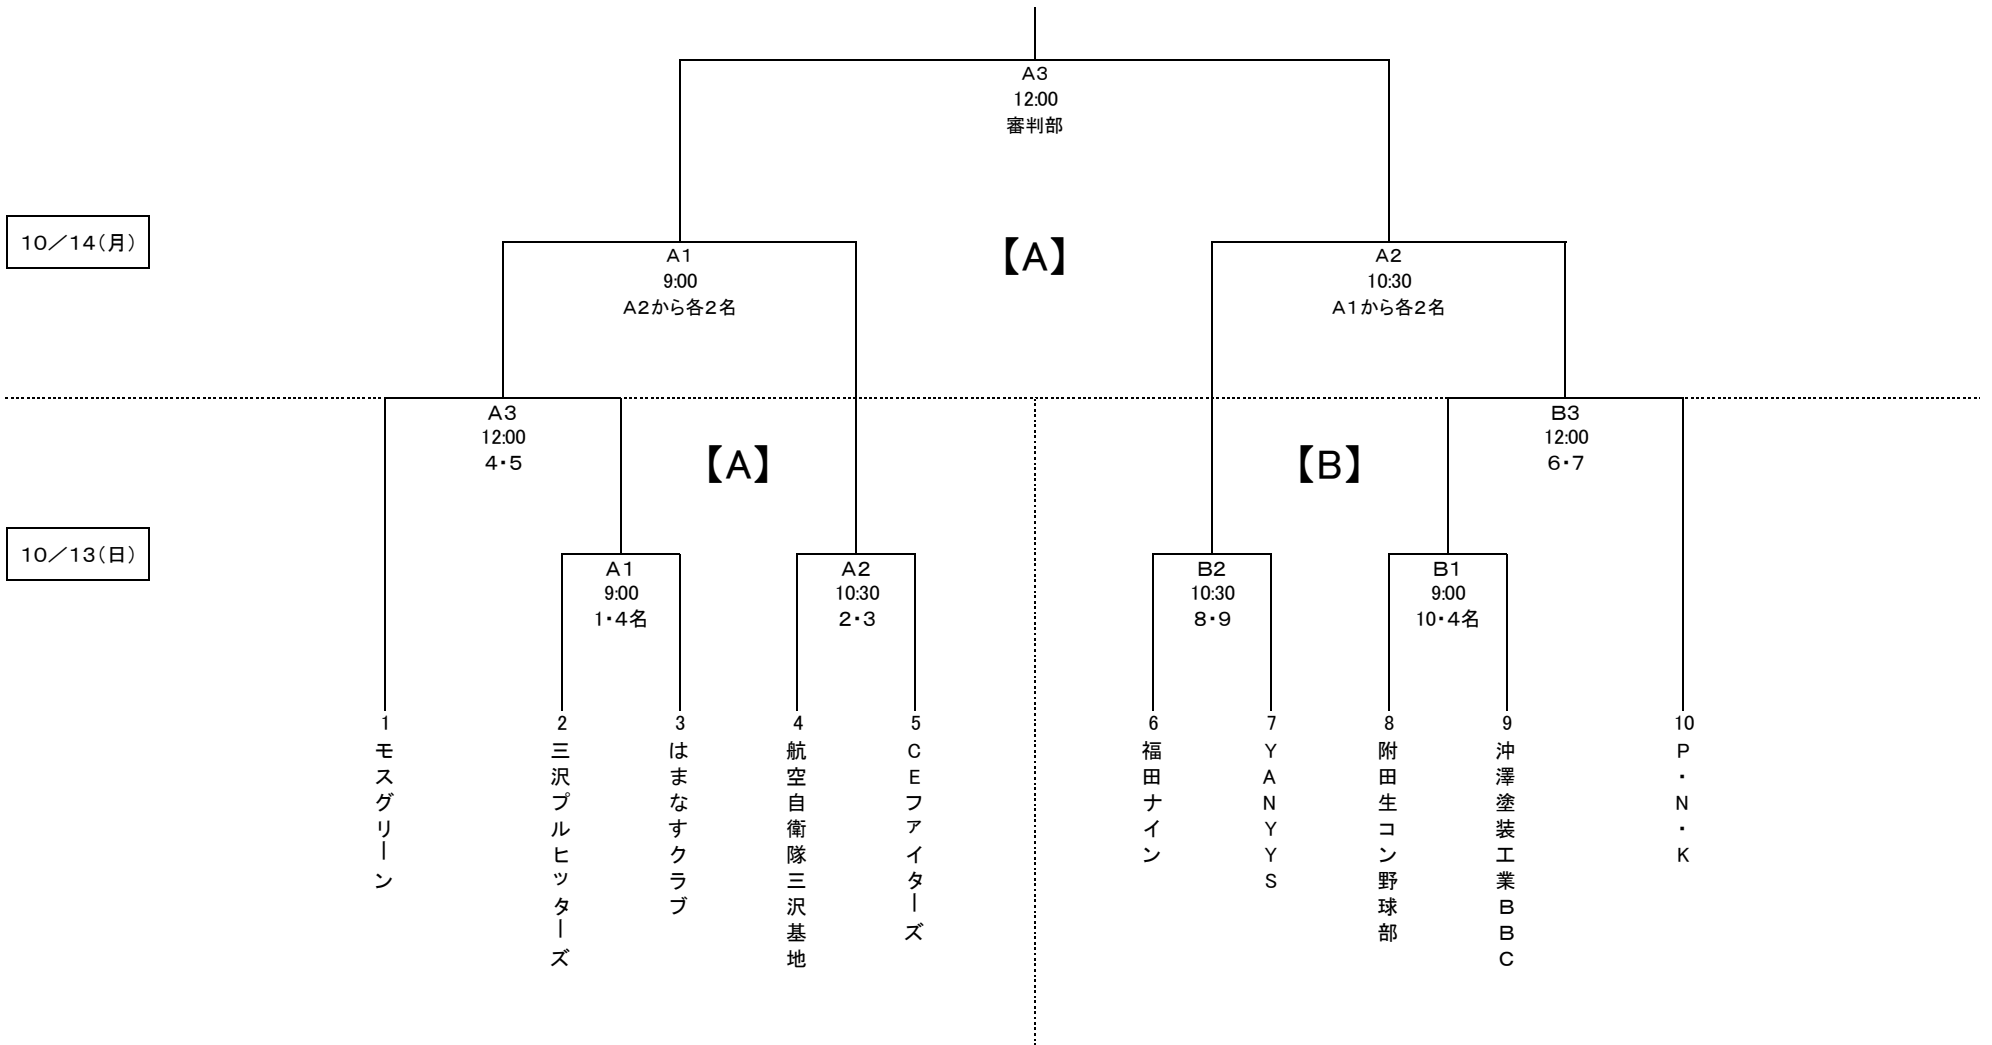 A3
12:00
審判部
10／14(月)
A1
9:00
A2から各2名
【A】
A2
10:30
A1から各2名
A3
12:00
4・5
【A】
【B】
B3
12:00
6・7
10／13(日)
A1
9:00
1・4名
A2
10:30
2・3
B2
10:30
8・9
B1
9:00
10・4名
1
モスグリーン
2
三沢プルヒッターズ
3
はまなすクラブ
4
航空自衛隊三沢基地
5
CEファイターズ
6
福田ナイン
7
YANYYS
8
附田生コン野球部
9
沖澤塗装工業BBC
10
P・N・K